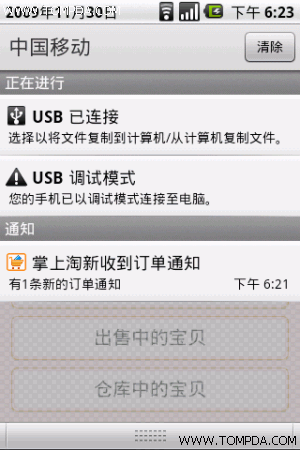 2009年11月30日 下午 6:23
中国移动 清除
正在进行
USB 已连接
选择以将文件复制到计算机/从计算机复制文件。
USB 调试模式
您的手机已以调试模式连接至电脑。
通知
掌上淘新收到订单通知
有1条新的订单通知 下午 6:21
出售中的宝贝
仓库中的宝贝
WWW.TOMPDA.COM